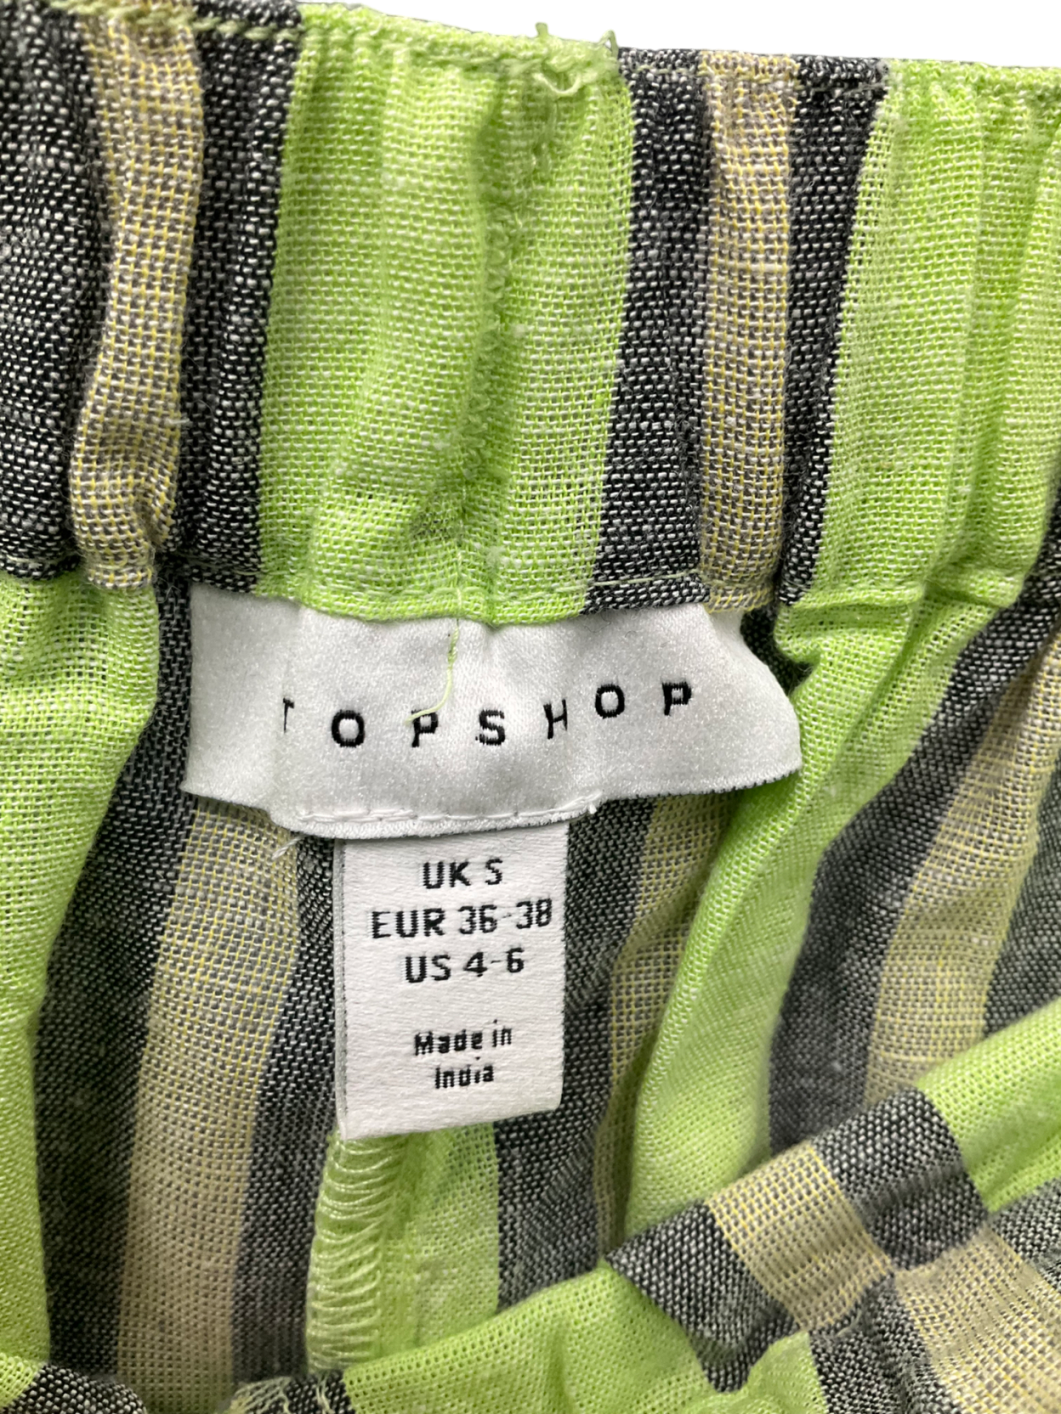 TOPSHOP
UK S
EUR 36-38
US 4-6
Made in
India